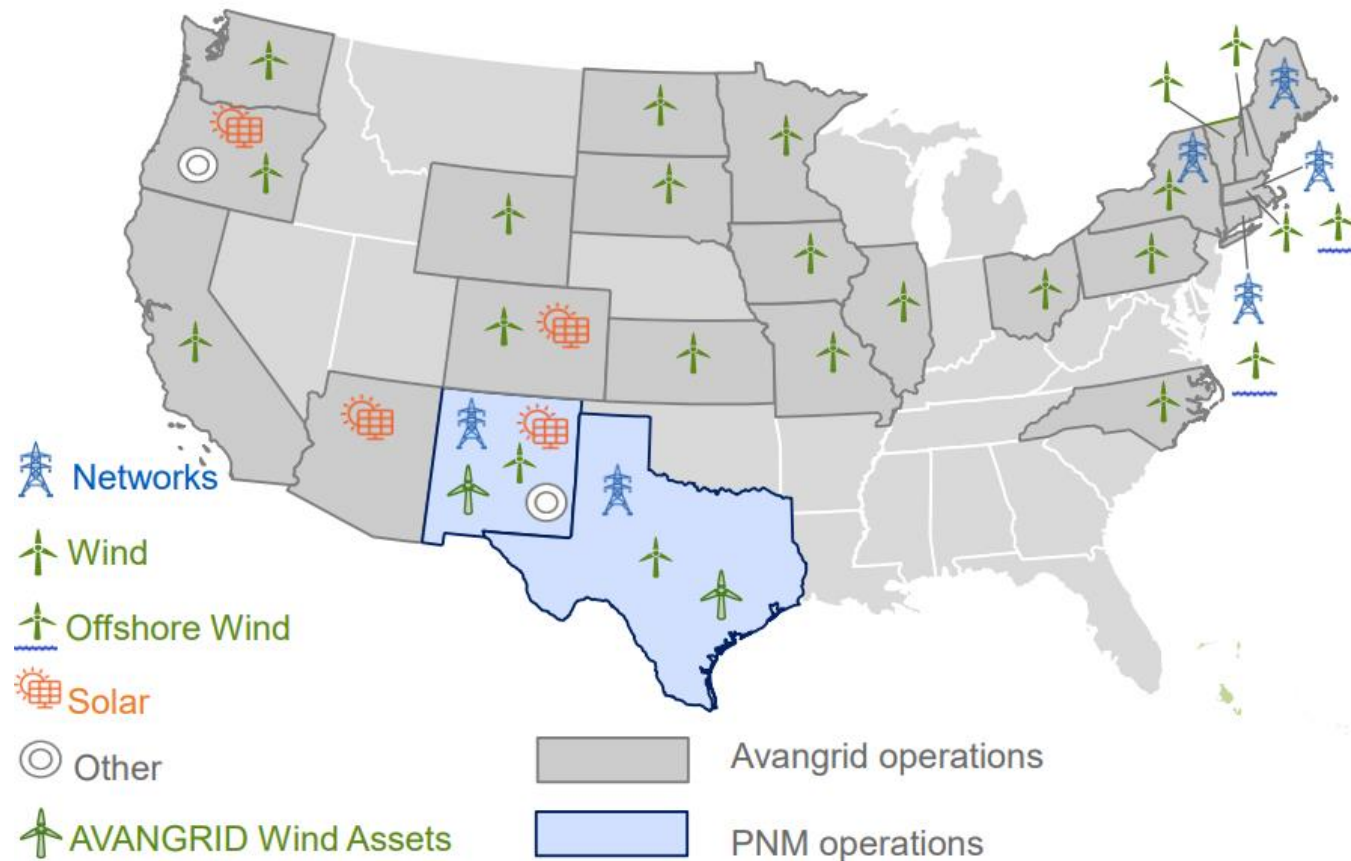 Networks
Wind
Offshore Wind
Solar
Other
AVANGRID Wind Assets
Avangrid operations
PNM operations